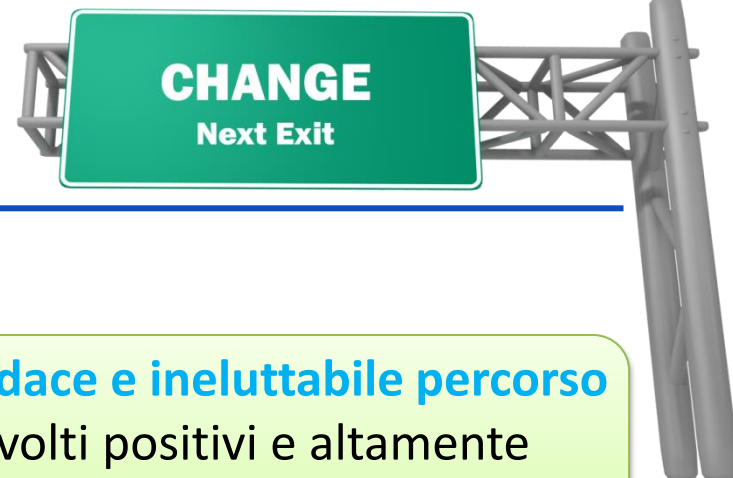 CHANGE
Next Exit
dace e ineluttabile percorso
volti positivi e altamente